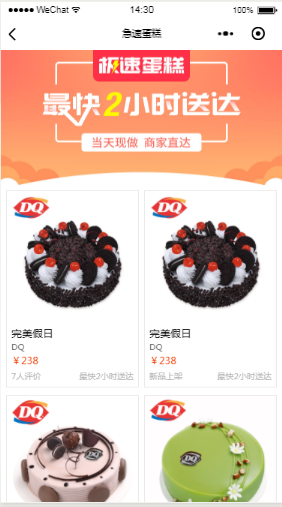 WeChat 14:30 100%
急速蛋糕
极速蛋糕
最快2小时送达
当天现做 商家直达
DQ DQ
完美假日 完美假日
DQ DQ
￥238 ￥238
7人评价 最快2小时送达 新品上架 最快2小时送达
DQ DQ
DQ